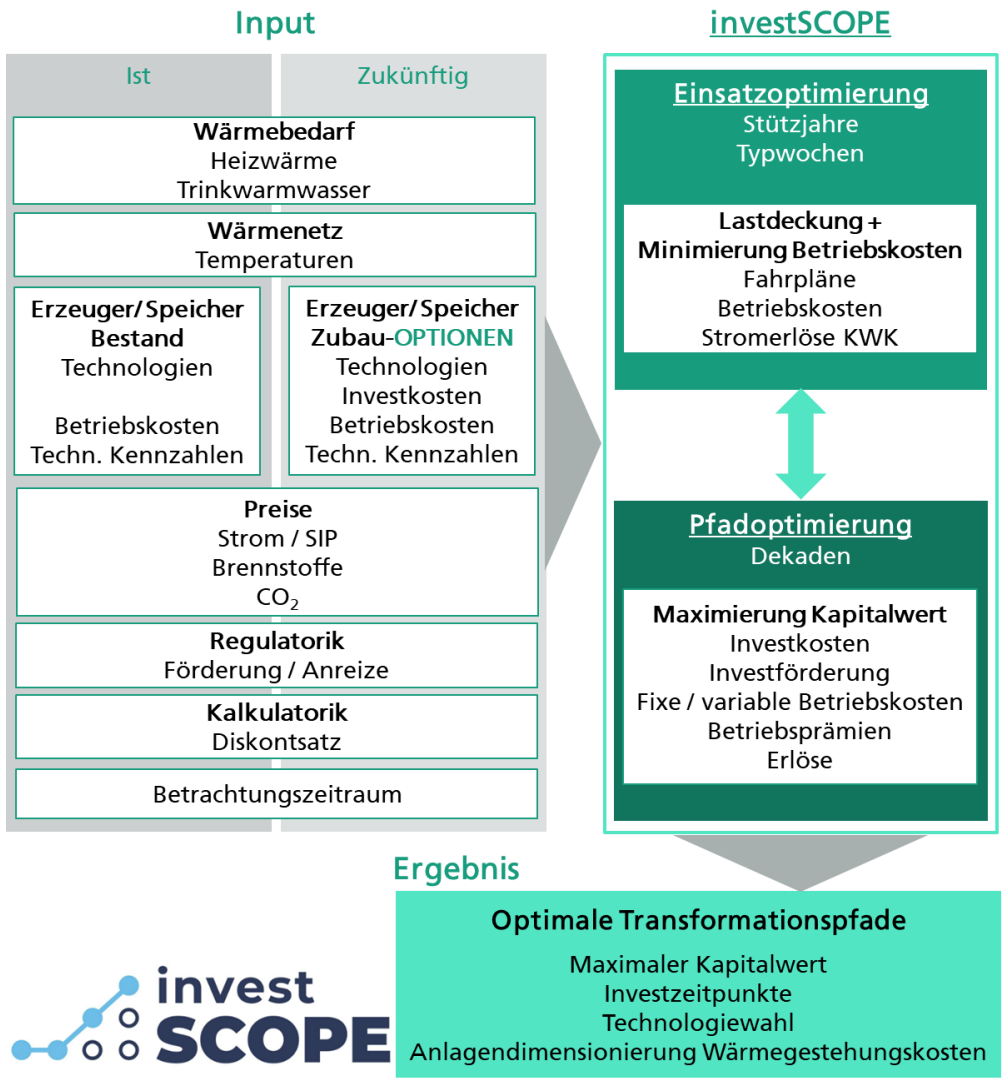 Input
Ist
Zukünftig
Wärmebedarf
Heizwärme
Trinkwarmwasser
Wärmenetz
Temperaturen
Erzeuger/Speicher
Bestand
Technologien
Betriebskosten
Techn. Kennzahlen
Erzeuger/Speicher
Zubau-OPTIONEN
Technologien
Investkosten
Betriebskosten
Techn. Kennzahlen
Preise
Strom / SIP
Brennstoffe
CO₂
Regulatorik
Förderung / Anreize
Kalkulatorik
Diskontsatz
Betrachtungszeitraum
investSCOPE
Einsatzoptimierung
Stützjahre
Typwochen
Lastdeckung +
Minimierung Betriebskosten
Fahrpläne
Betriebskosten
Stromerlöse KWK
Pfadoptimierung
Dekaden
Maximierung Kapitalwert
Investkosten
Investförderung
Fixe / variable Betriebskosten
Betriebsprämien
Erlöse
Ergebnis
Optimale Transformationspfade
Maximaler Kapitalwert
Investzeitpunkte
Technologiewahl
Anlagendimensionierung Wärmegestehungskosten
invest
SCOPE